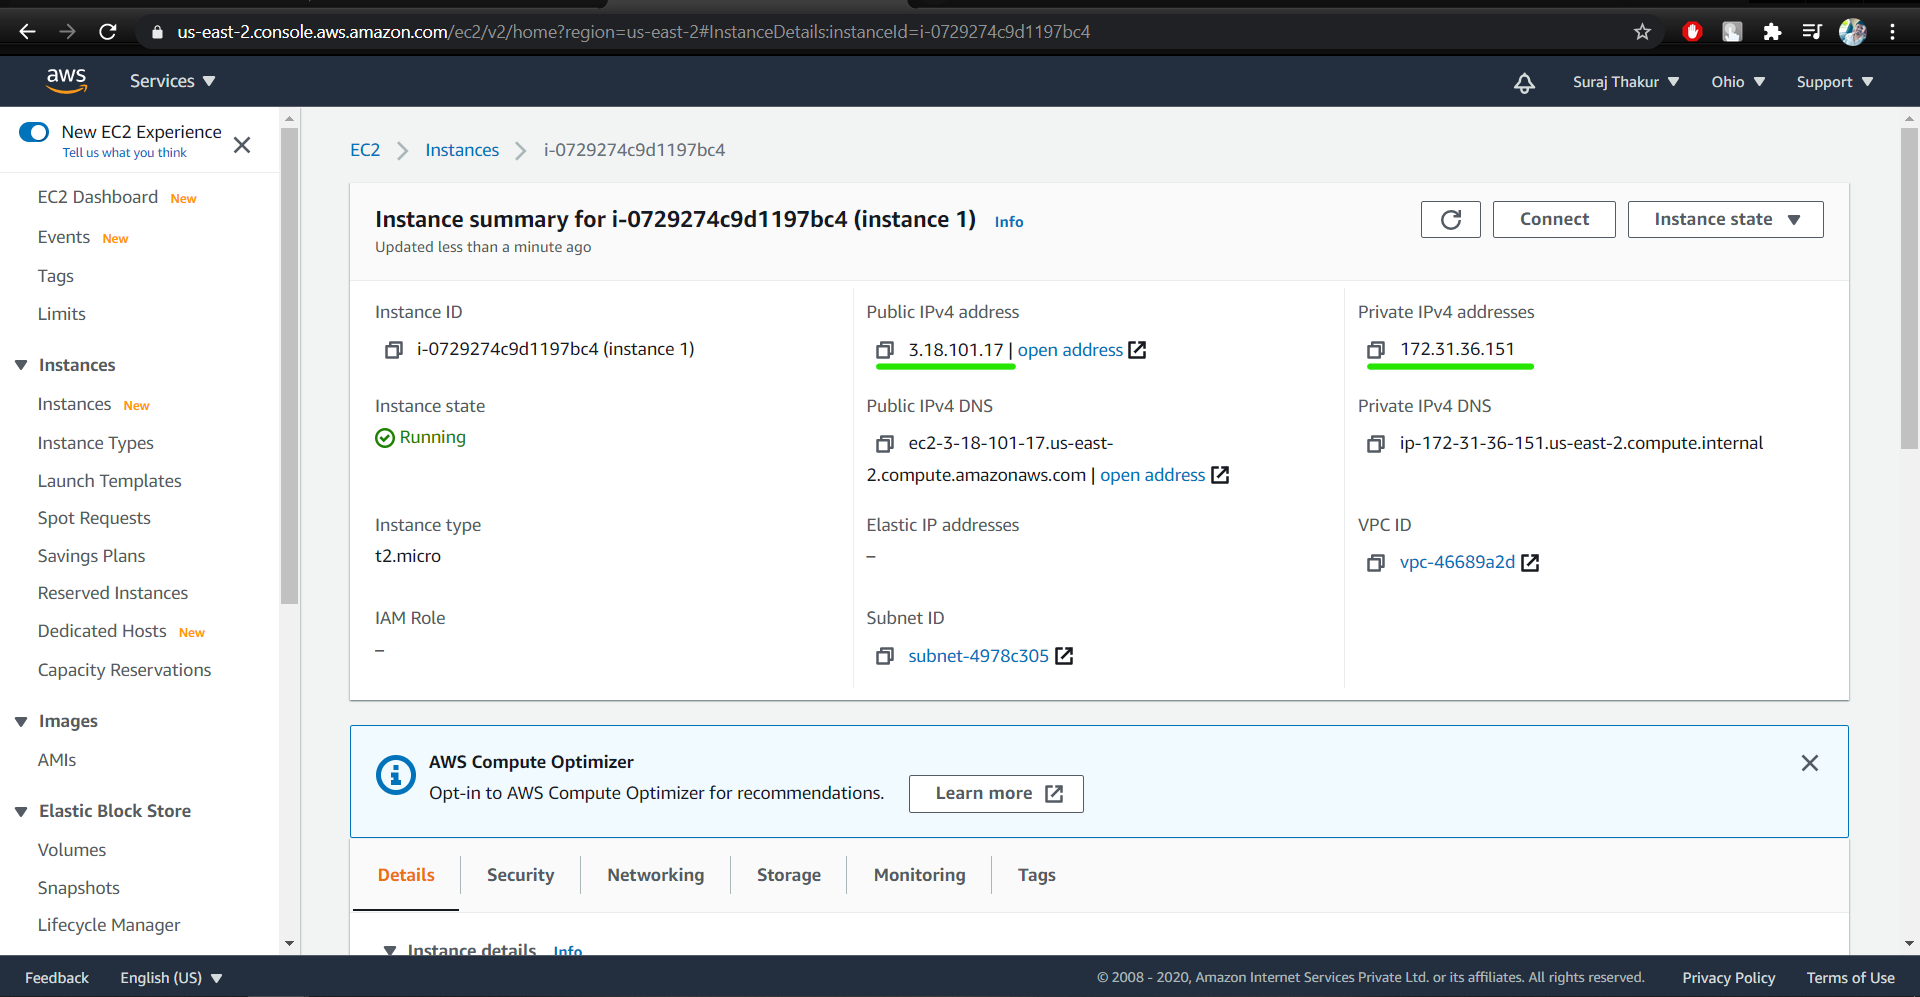 us-east-2.console.aws.amazon.com/ec2/v2/home?region=us-east-2#InstanceDetails:instanceId=i-0729274c9d1197bc4
aws
Services
Suraj Thakur
Ohio
Support
New EC2 Experience
Tell us what you think
EC2 Dashboard New
Events New
Tags
Limits
Instances
Instances New
Instance Types
Launch Templates
Spot Requests
Savings Plans
Reserved Instances
Dedicated Hosts New
Capacity Reservations
Images
AMIs
Elastic Block Store
Volumes
Snapshots
Lifecycle Manager
EC2 > Instances > i-0729274c9d1197bc4
Instance summary for i-0729274c9d1197bc4 (instance 1) Info
Updated less than a minute ago
Connect
Instance state
Instance ID
i-0729274c9d1197bc4 (instance 1)
Public IPv4 address
3.18.101.17 | open address
Private IPv4 addresses
172.31.36.151
Instance state
Running
Public IPv4 DNS
ec2-3-18-101-17.us-east-
2.compute.amazonaws.com | open address
Private IPv4 DNS
ip-172-31-36-151.us-east-2.compute.internal
Instance type
t2.micro
Elastic IP addresses
–
VPC ID
vpc-46689a2d
IAM Role
–
Subnet ID
subnet-4978c305
AWS Compute Optimizer
Opt-in to AWS Compute Optimizer for recommendations.
Learn more
Details
Security
Networking
Storage
Monitoring
Tags
Instance details Info
Feedback
English (US)
© 2008 - 2020, Amazon Internet Services Private Ltd. or its affiliates. All rights reserved.
Privacy Policy
Terms of Use